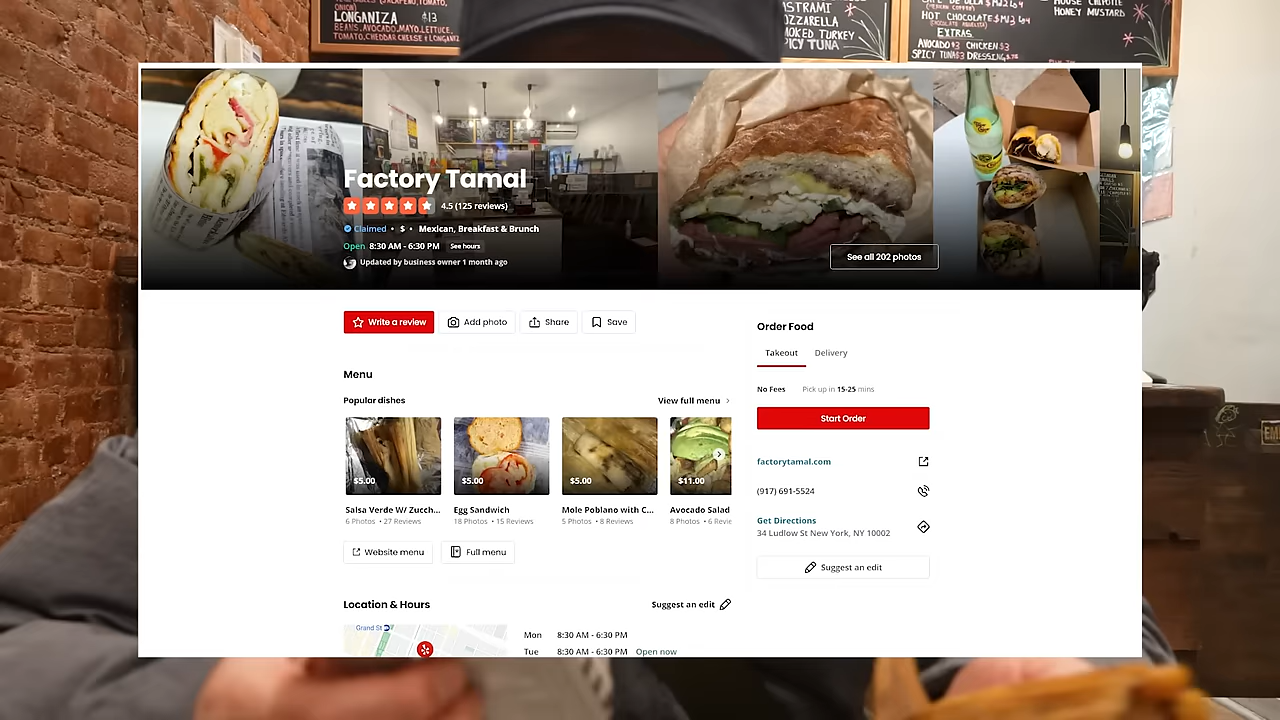 ONION)
LONGANIZA $13
BEANS, AVOCADO, MAYO, LETTUCE,
TOMATO, CHEDDAR CHEESE & LONGANIZ
MOZZARELLA
SMOKED TURKEY
SPICY TUNA
HOT CHOCOLATE
EXTRAS
AVOCADO $3 CHICKEN $3
SPICY TUNA $3 DRESSING
HOUSE CHIPOTLE
HONEY MUSTARD
Factory Tamal
4.5 (125 reviews)
Claimed • $ • Mexican, Breakfast & Brunch
Open 8:30 AM - 6:30 PM See hours
Updated by business owner 1 month ago
See all 202 photos
Write a review
Add photo
Share
Save
Menu
Popular dishes
View full menu
$5.00
$5.00
$5.00
$11.00
Salsa Verde W/ Zucch...
Egg Sandwich
Mole Poblano with C...
Avocado Salad
6 Photos • 27 Reviews
18 Photos • 15 Reviews
5 Photos • 8 Reviews
8 Photos • 6 Revie
Website menu
Full menu
Location & Hours
Suggest an edit
Grand St
Mon 8:30 AM - 6:30 PM
Tue 8:30 AM - 6:30 PM Open now
Order Food
Takeout
Delivery
No Fees
Pick up in 15-25 mins
Start Order
factorytamal.com
(917) 691-5524
Get Directions
34 Ludlow St New York, NY 10002
Suggest an edit